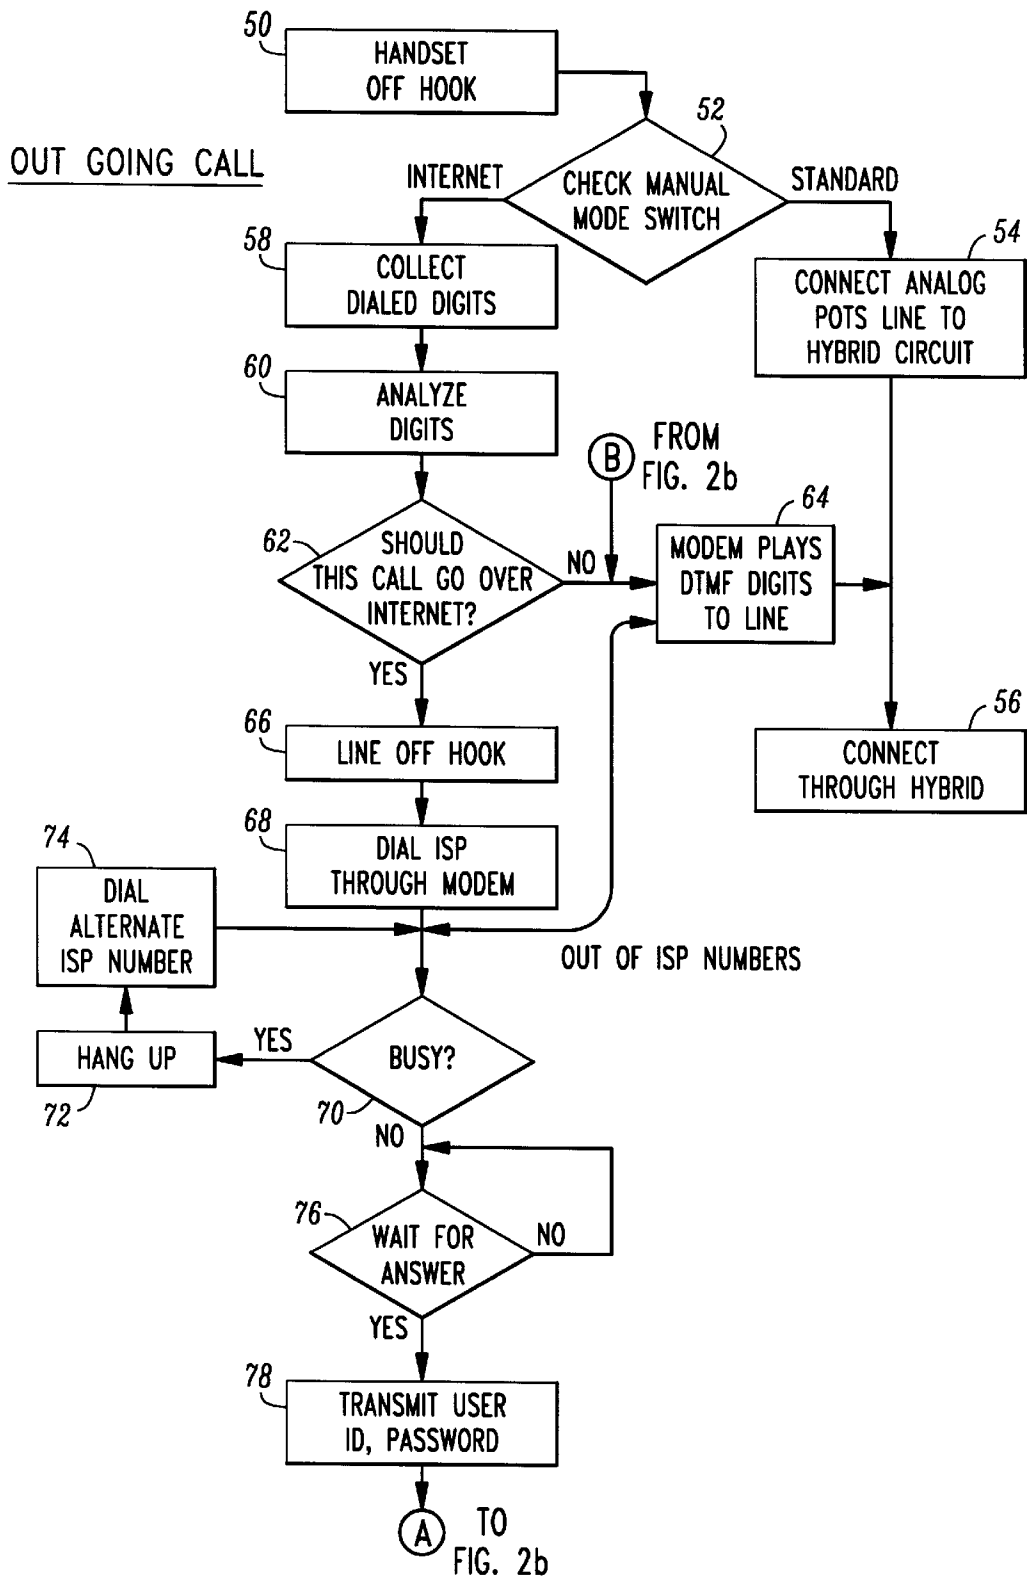 50
HANDSET
OFF HOOK
52
OUT GOING CALL
INTERNET
CHECK MANUAL
MODE SWITCH
STANDARD
58
COLLECT
DIALED DIGITS
54
CONNECT ANALOG
POTS LINE TO
HYBRID CIRCUIT
60
ANALYZE
DIGITS
B
FROM
FIG. 2b
62
SHOULD
THIS CALL GO OVER
INTERNET?
NO
64
MODEM PLAYS
DTMF DIGITS
TO LINE
YES
66
LINE OFF HOOK
56
CONNECT
THROUGH HYBRID
68
DIAL ISP
THROUGH MODEM
74
DIAL
ALTERNATE
ISP NUMBER
OUT OF ISP NUMBERS
HANG UP
72
YES
BUSY?
70
NO
76
WAIT FOR
ANSWER
NO
YES
78
TRANSMIT USER
ID, PASSWORD
A
TO
FIG. 2b